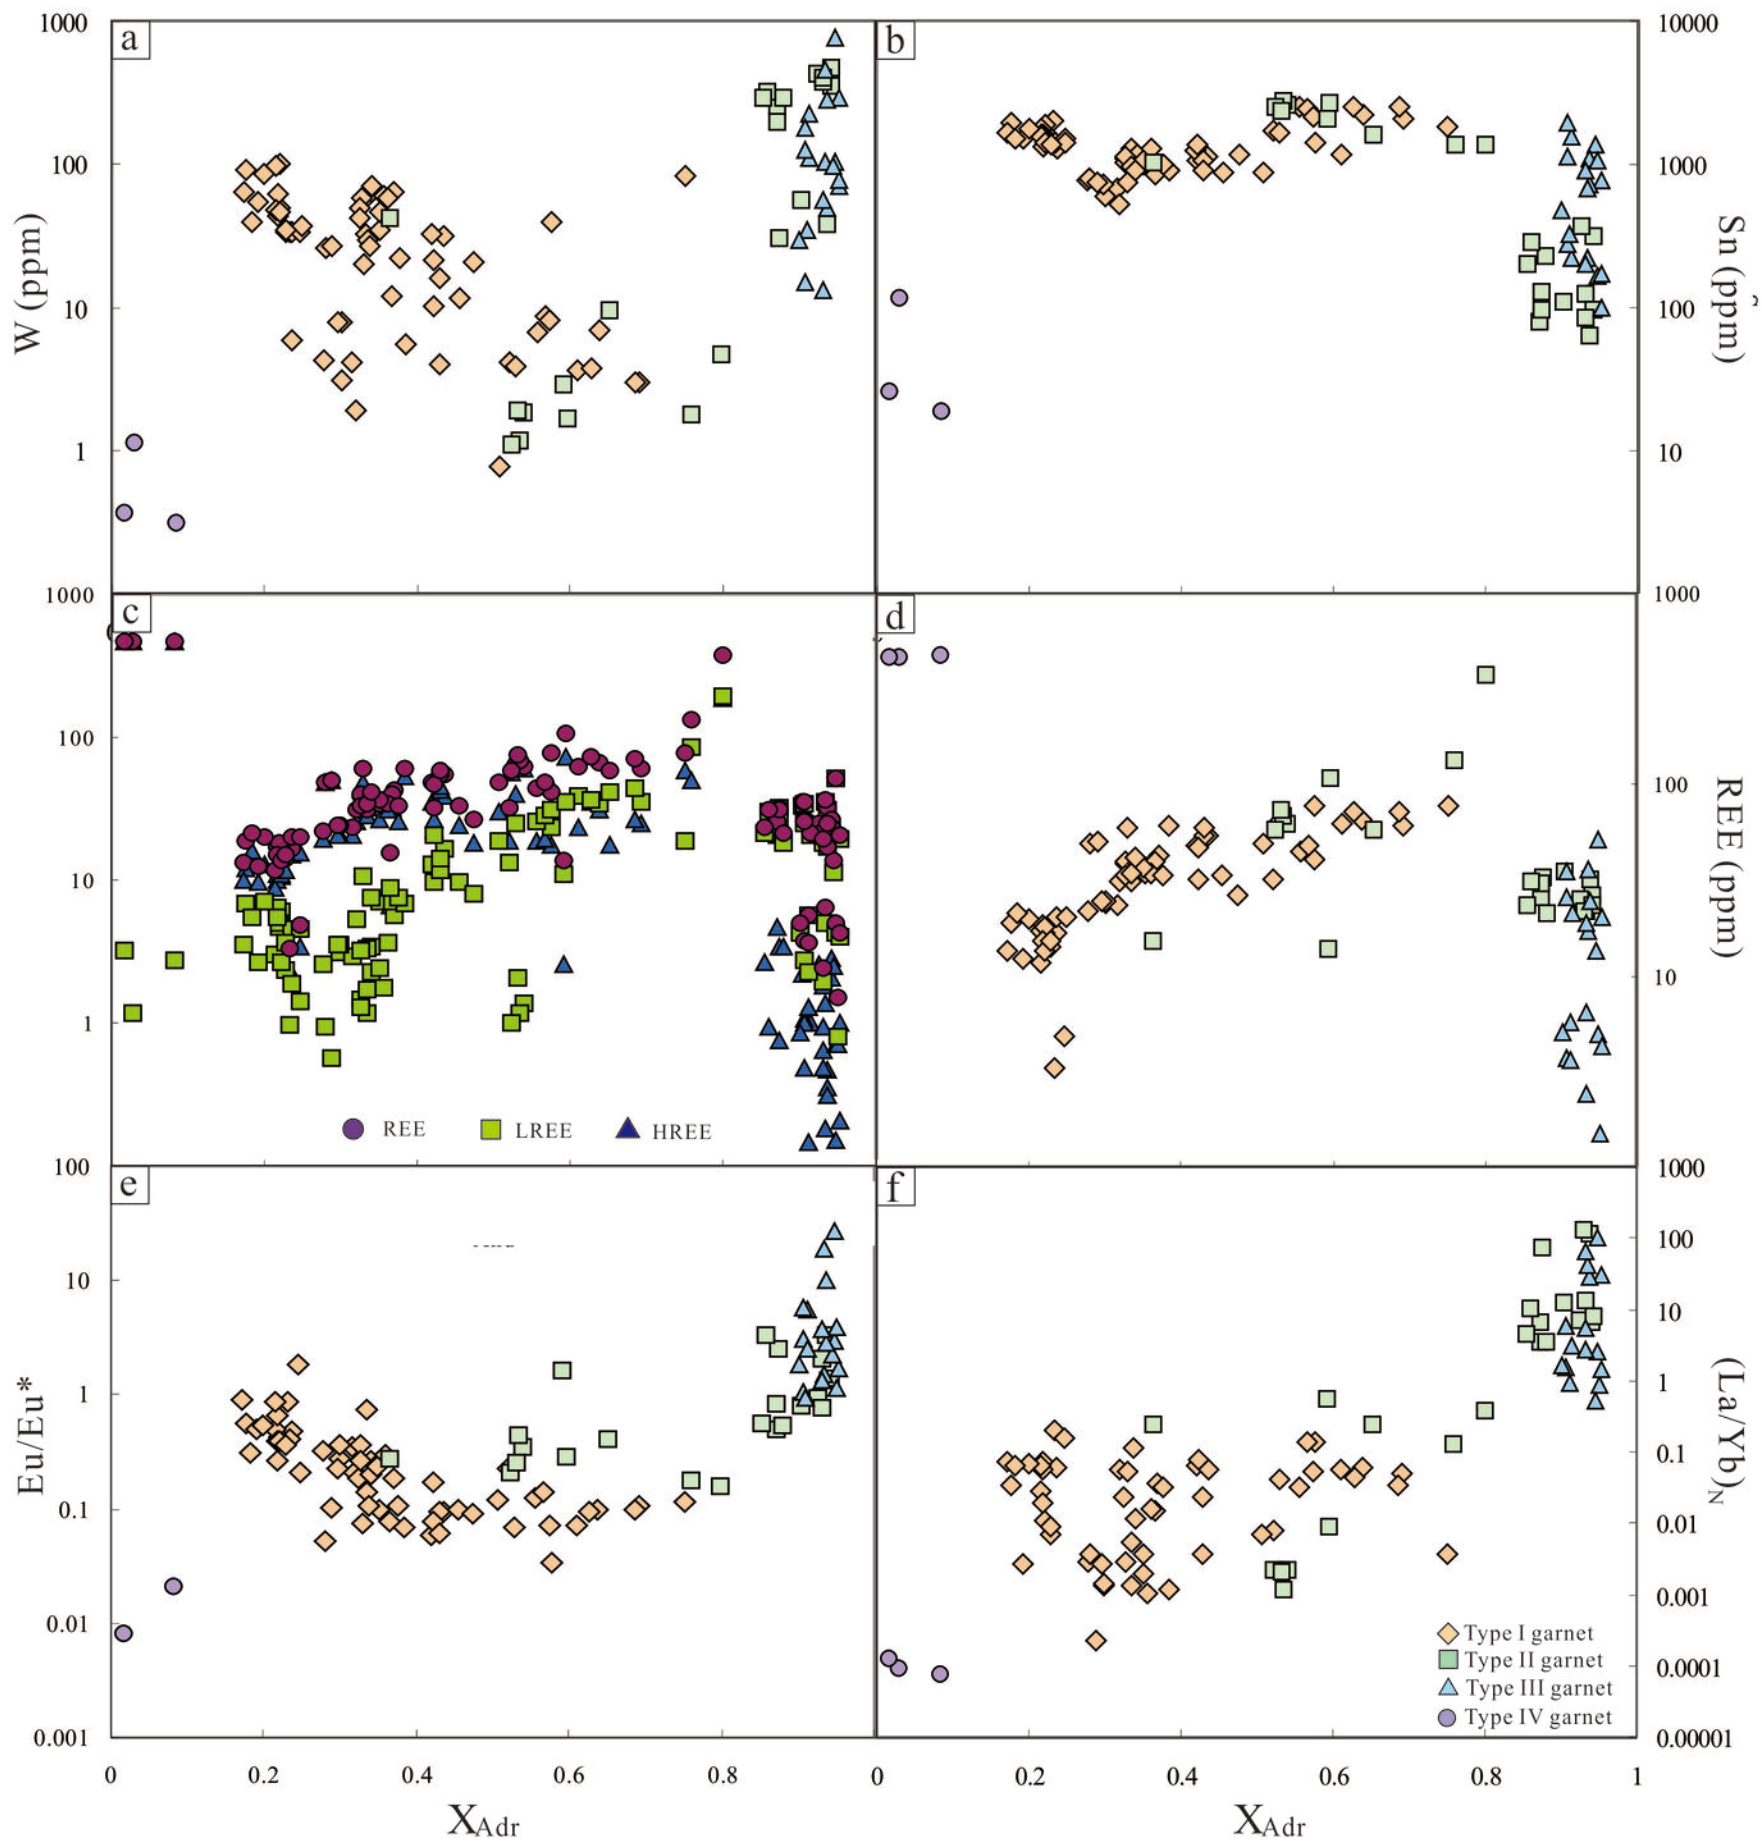 1000
100
10
1
a
W (ppm)
b
10000
1000
100
10
Sn (ppm)
1000
100
10
1
c
REE
LREE
HREE
d
1000
100
10
REE (ppm)
100
10
1
0.1
0.01
0.001
e
Eu/Eu*
f
1000
100
10
1
0.1
0.01
0.001
0.0001
0.00001
(La/Yb)N
Type I garnet
Type II garnet
Type III garnet
Type IV garnet
0 0.2 0.4 0.6 0.8 0 0.2 0.4 0.6 0.8 1
XAdr XAdr